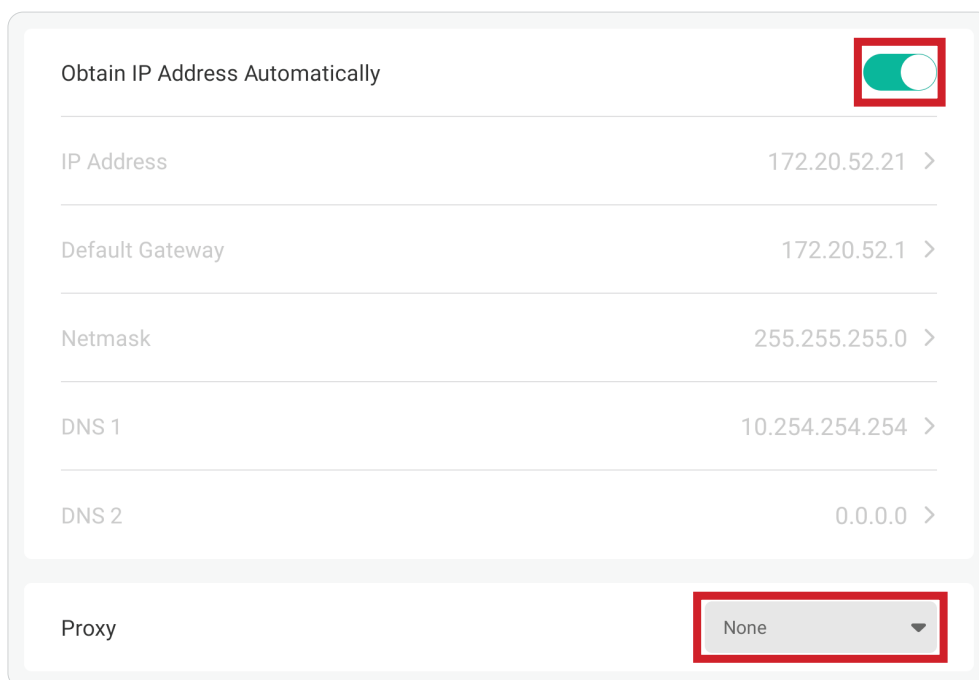 Obtain IP Address Automatically
IP Address 172.20.52.21
Default Gateway 172.20.52.1
Netmask 255.255.255.0
DNS 1 10.254.254.254
DNS 2 0.0.0.0
Proxy None